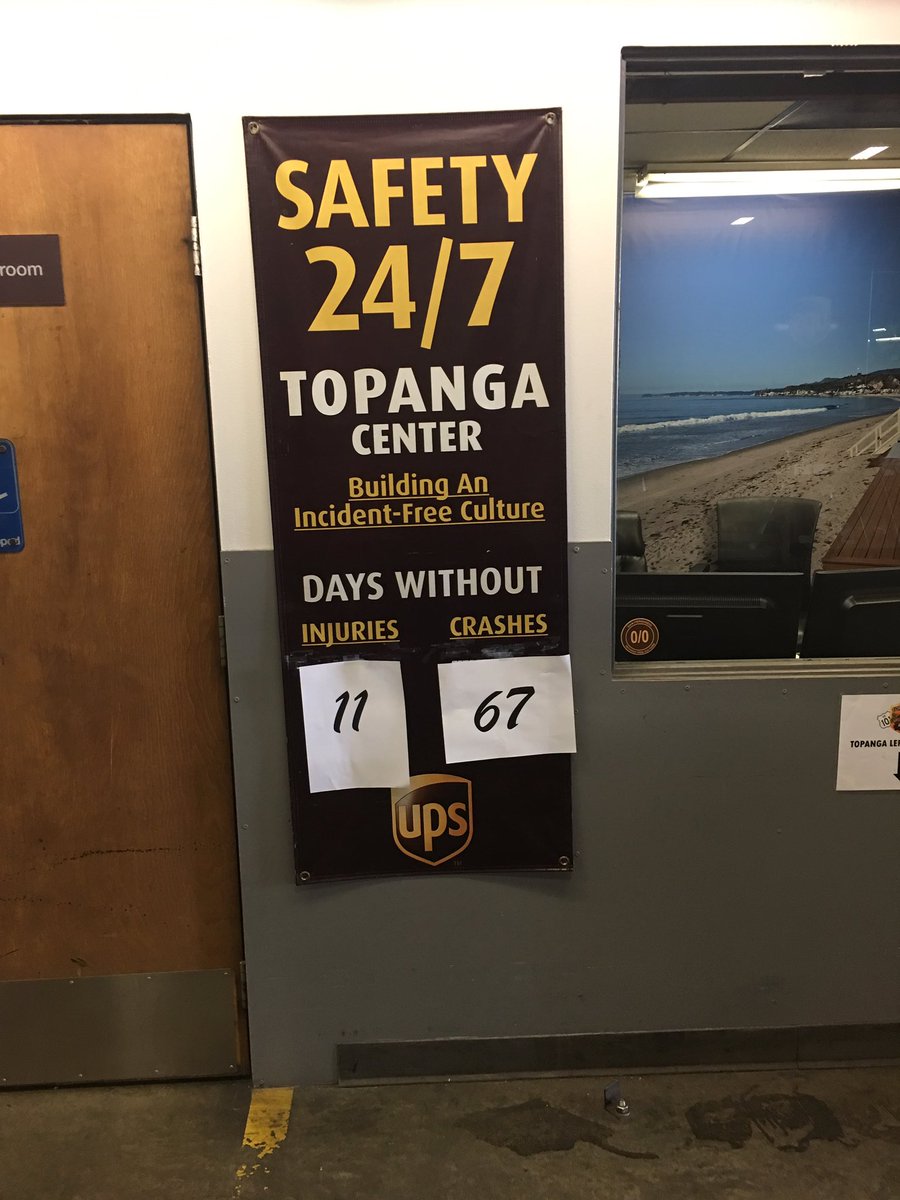 room
SAFETY
24/7
TOPANGA
CENTER
Building An
Incident-Free Culture
DAYS WITHOUT
INJURIES CRASHES
11 67
ups
0/0
101
TOPANGA